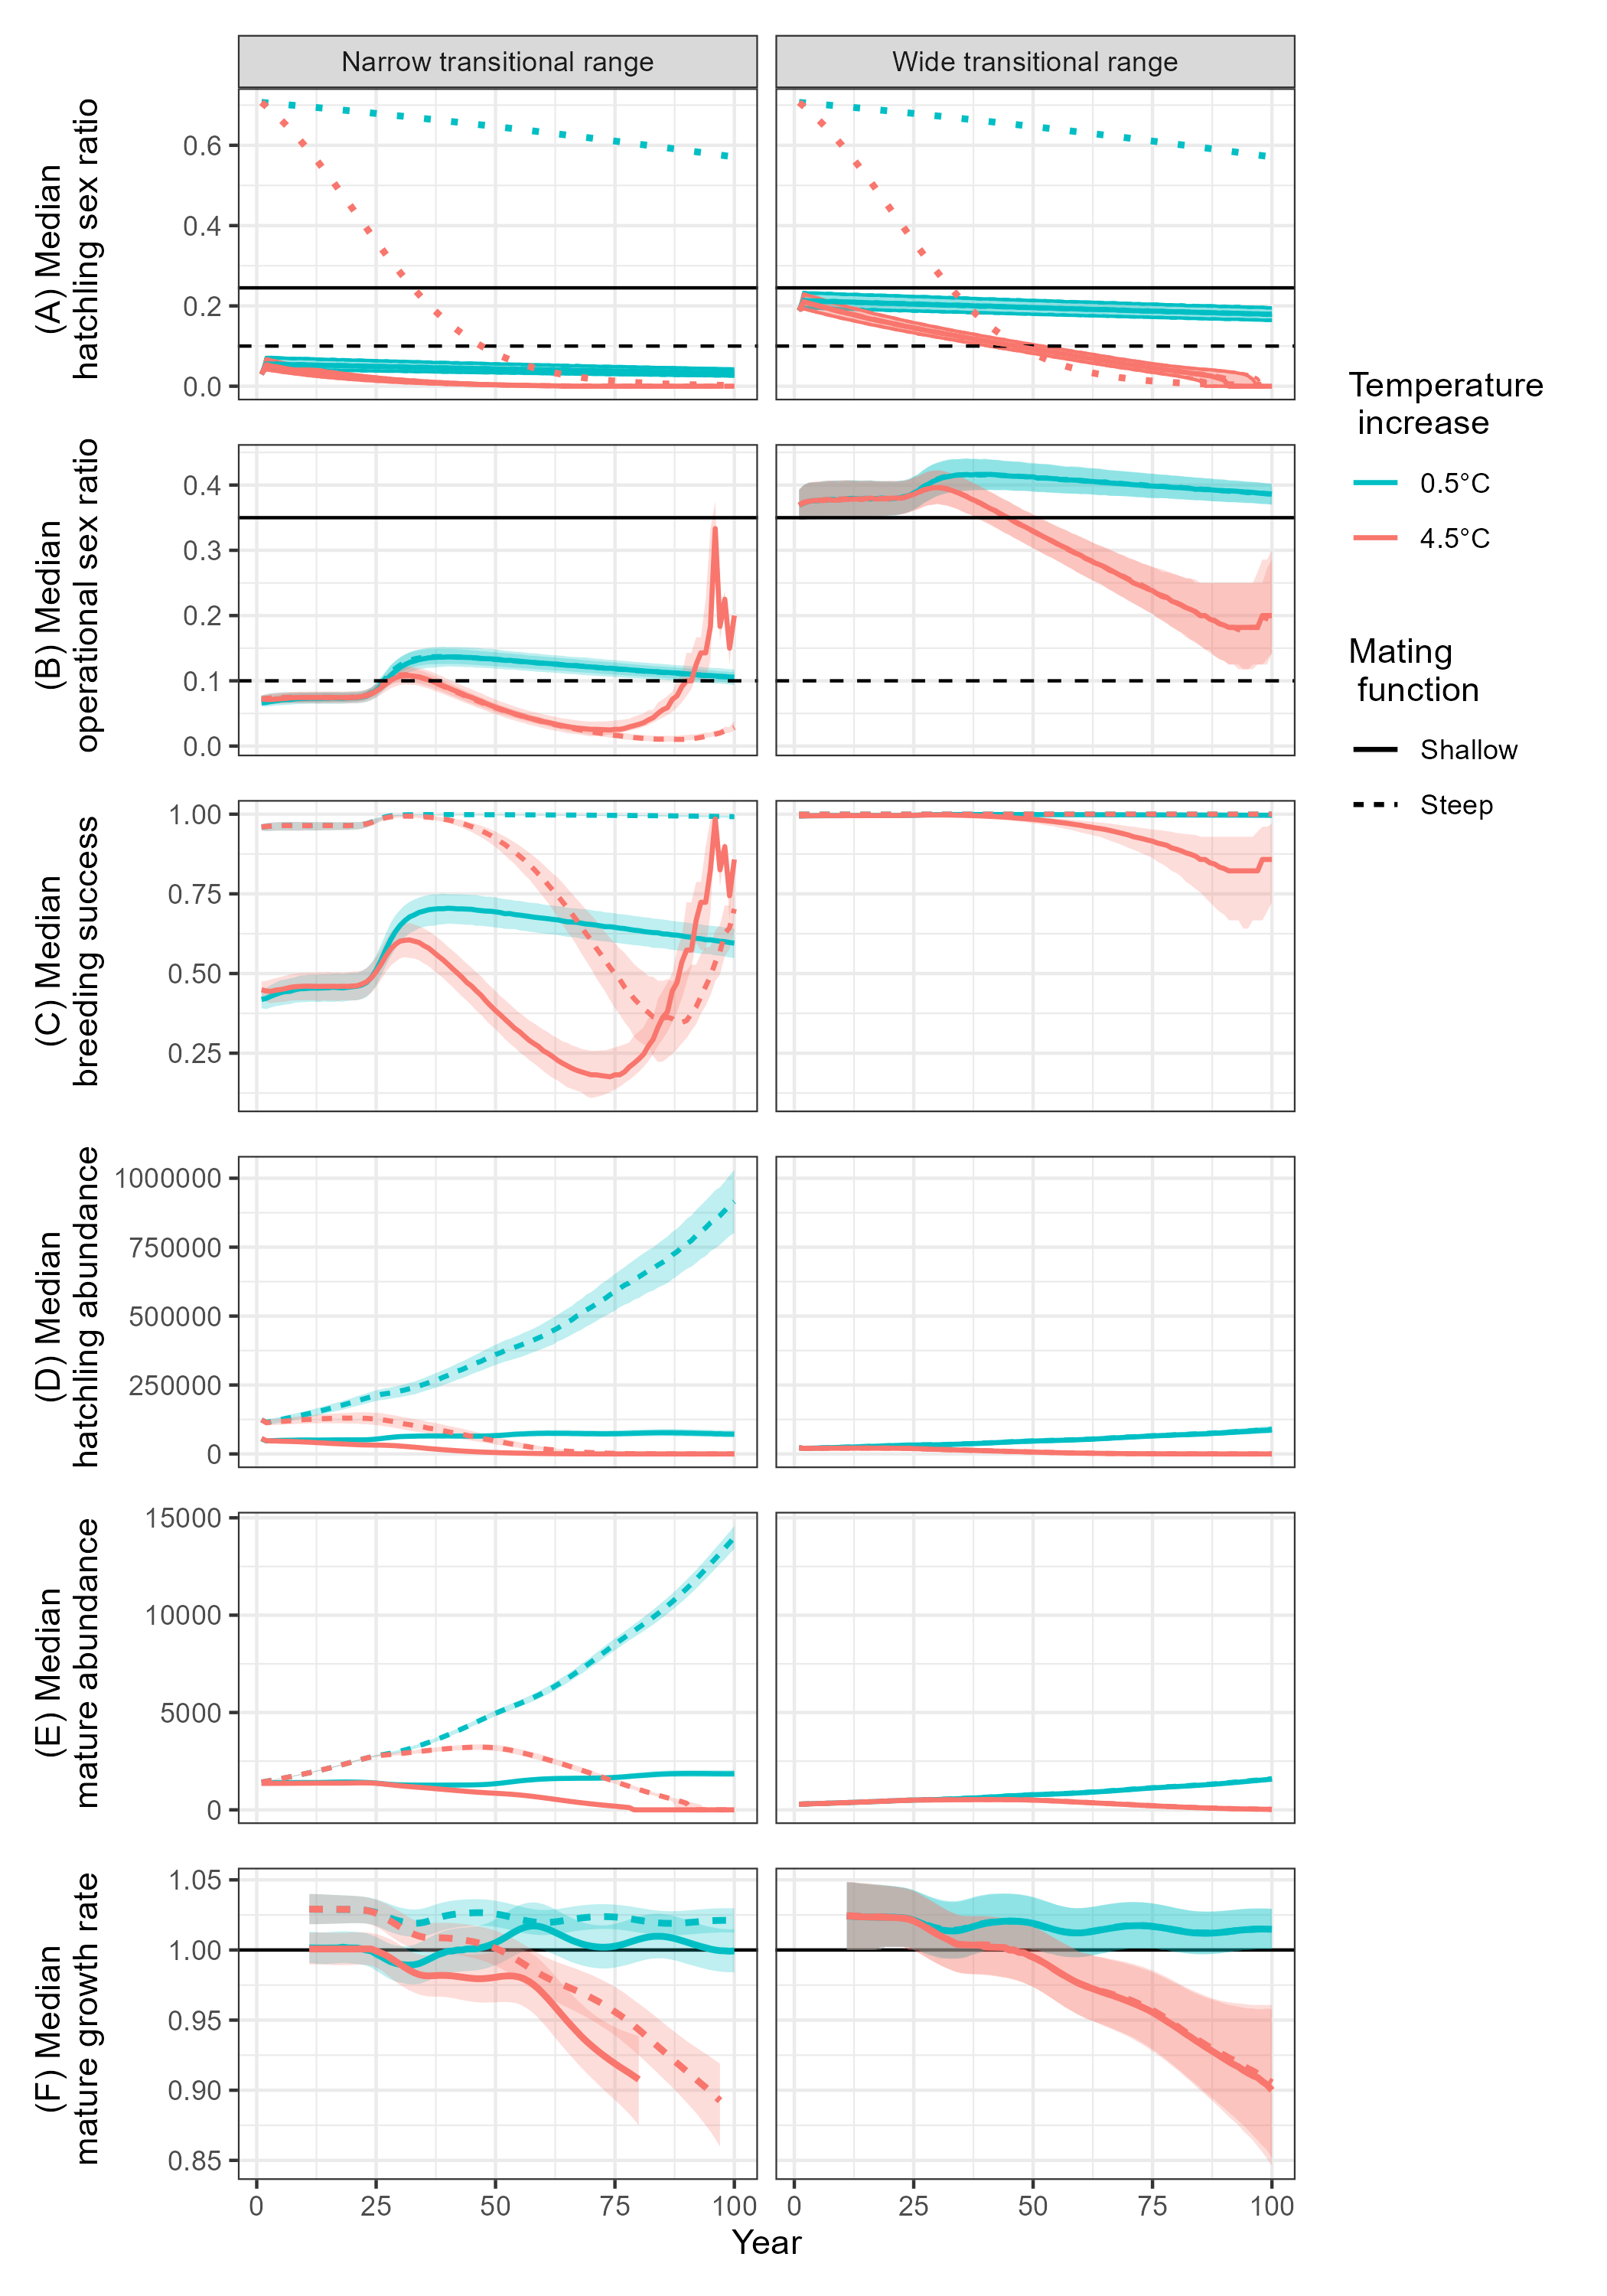 Narrow transitional range
Wide transitional range
(A) Median
hatchling sex ratio
0.6
0.4
0.2
0.0
(B) Median
operational sex ratio
0.4
0.3
0.2
0.1
0.0
(C) Median
breeding success
1.00
0.75
0.50
0.25
(D) Median
hatchling abundance
1000000
750000
500000
250000
0
(E) Median
mature abundance
15000
10000
5000
0
(F) Median
mature growth rate
1.05
1.00
0.95
0.90
0.85
0 25 50 75 100
0 25 50 75 100
Year
Temperature
increase
0.5°C
4.5°C
Mating
function
Shallow
Steep